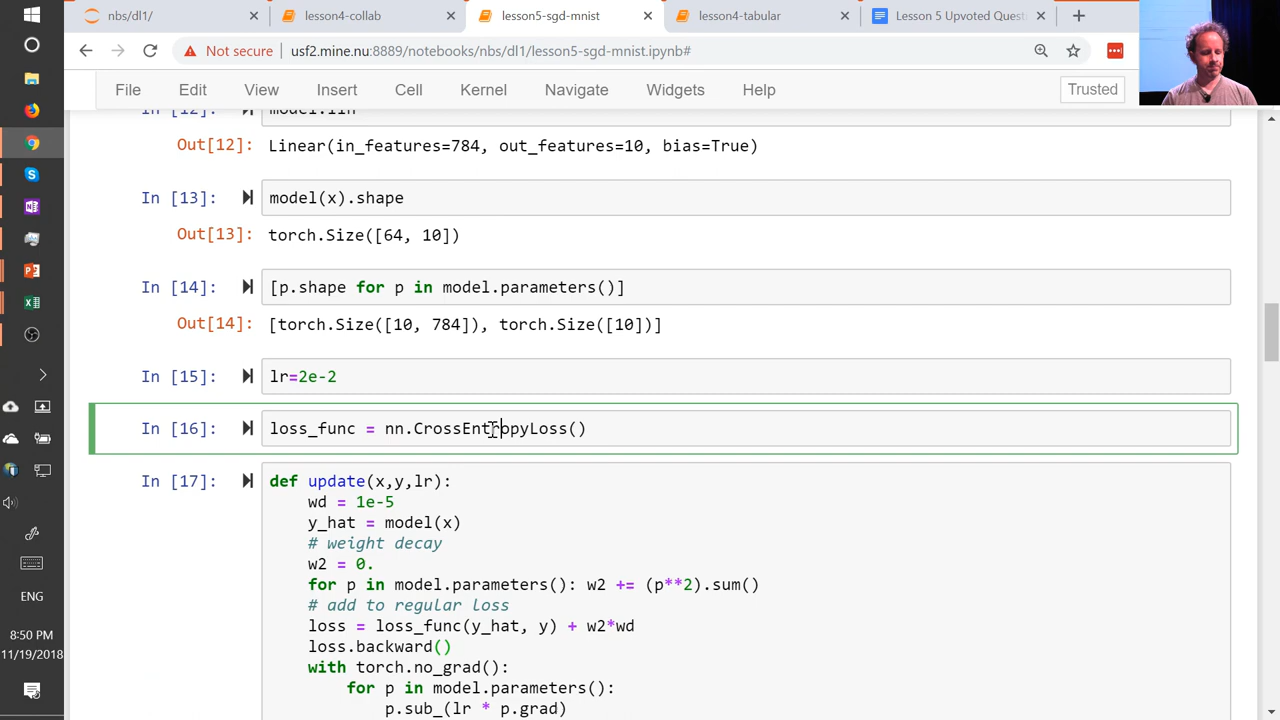 nbs/dl1/
lesson4-collab
lesson5-sgd-mnist
lesson4-tabular
Lesson 5 Upvoted Quest
Not secure
usf2.mine.nu:8889/notebooks/nbs/dl1/lesson5-sgd-mnist.ipynb#
File
Edit
View
Insert
Cell
Kernel
Navigate
Widgets
Help
Trusted
In [12]:
model.lin
Out[12]:
Linear(in_features=784, out_features=10, bias=True)
In [13]:
model(x).shape
Out[13]:
torch.Size([64, 10])
In [14]:
[p.shape for p in model.parameters()]
Out[14]:
[torch.Size([10, 784]), torch.Size([10])]
In [15]:
lr=2e-2
In [16]:
loss_func = nn.CrossEntropyLoss()
In [17]:
def update(x,y,lr):
wd = 1e-5
y_hat = model(x)
# weight decay
w2 = 0.
for p in model.parameters(): w2 += (p**2).sum()
# add to regular loss
loss = loss_func(y_hat, y) + w2*wd
loss.backward()
with torch.no_grad():
for p in model.parameters():
p.sub_(lr * p.grad)
ENG
8:50 PM
11/19/2018